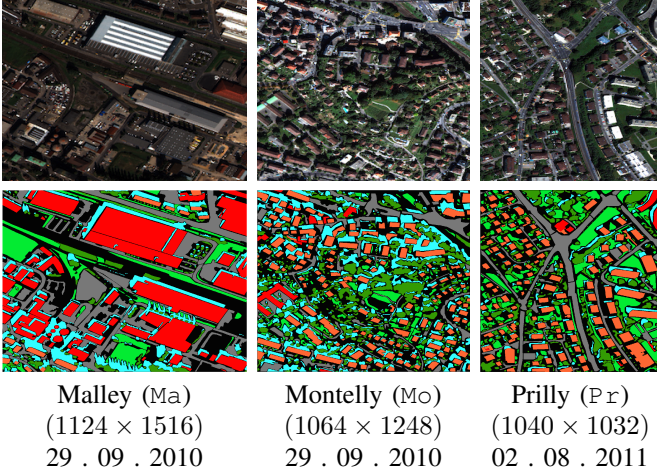 Malley (Ma)
(1124 × 1516)
29 . 09 . 2010
Montelly (Mo)
(1064 × 1248)
29 . 09 . 2010
Prilly (Pr)
(1040 × 1032)
02 . 08 . 2011